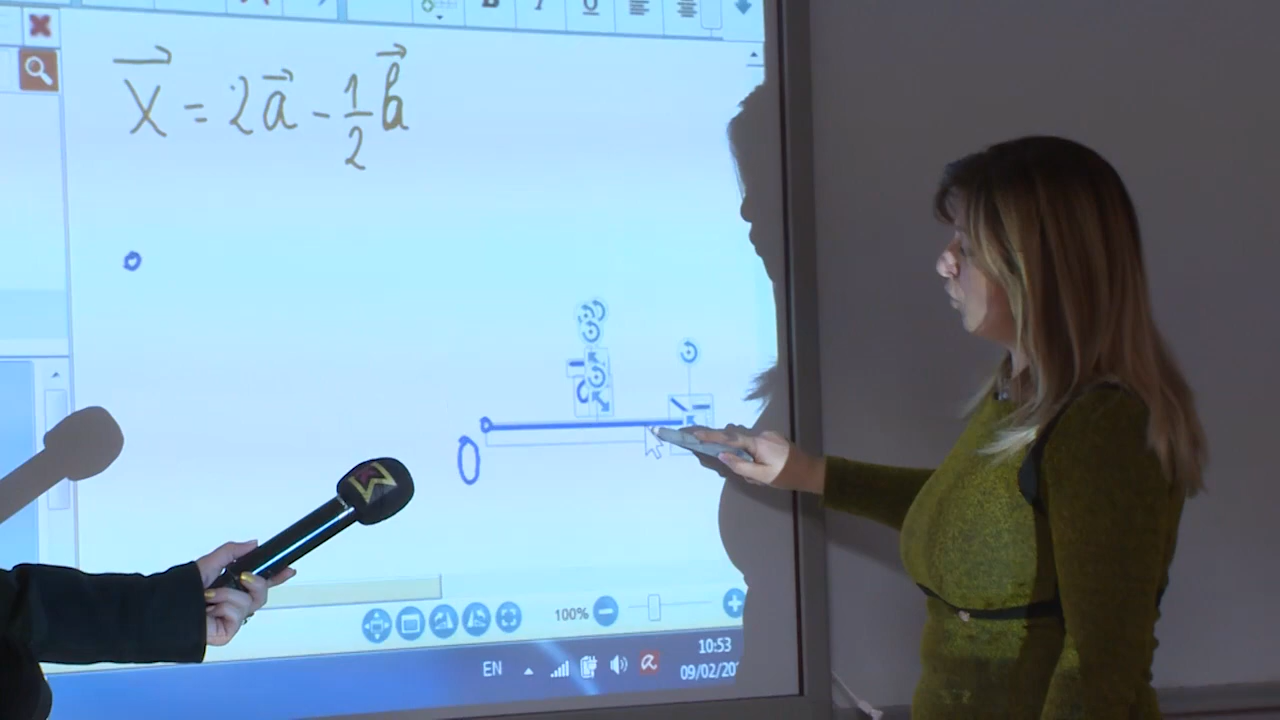 x⃗ = 2a⃗ - 1/2 b⃗
O
100%
EN
10:53